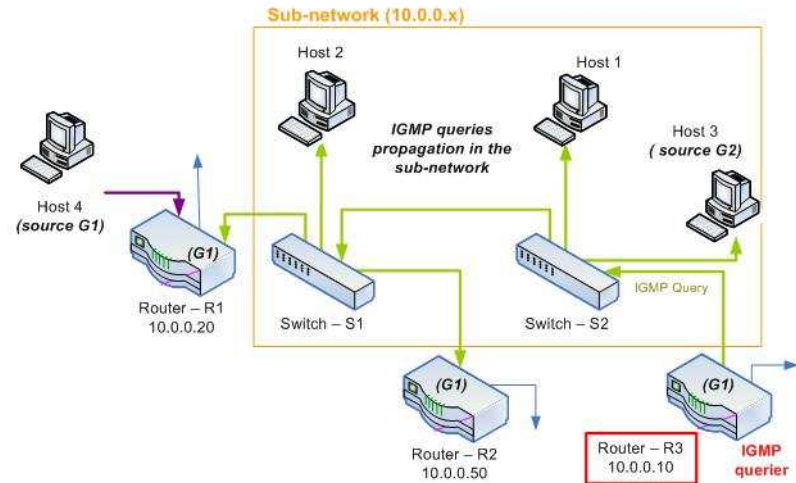 Sub-network (10.0.0.x)
Host 2
Host 1
IGMP queries
propagation in the
sub-network
Host 3
( source G2)
Host 4
(source G1)
(G1)
IGMP Query
Router – R1
10.0.0.20
Switch – S1
Switch – S2
(G1)
(G1)
Router – R2
10.0.0.50
Router – R3
10.0.0.10
IGMP
querier